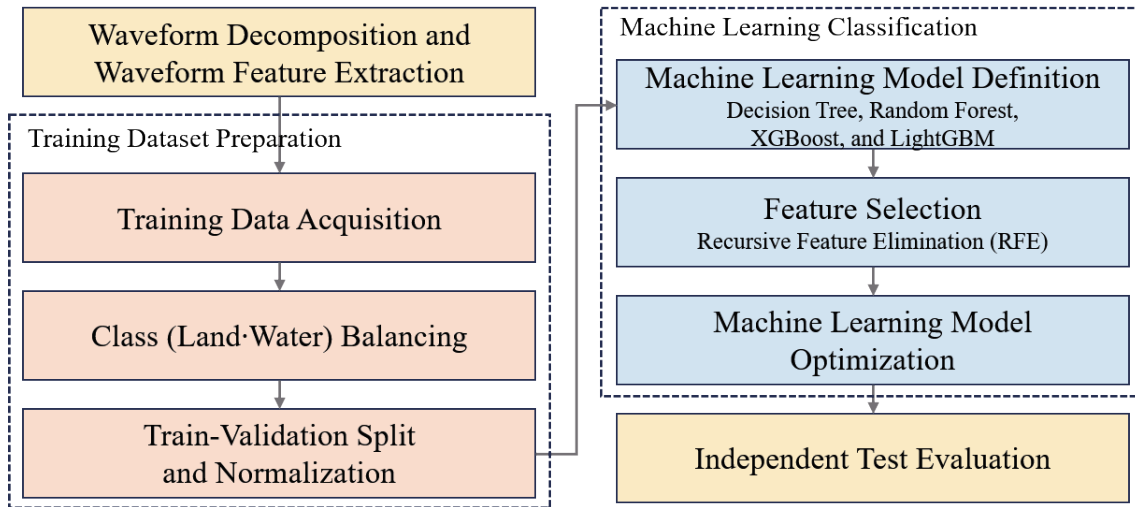 Waveform Decomposition and
Waveform Feature Extraction
Training Dataset Preparation
Training Data Acquisition
Class (Land·Water) Balancing
Train-Validation Split
and Normalization
Machine Learning Classification
Machine Learning Model Definition
Decision Tree, Random Forest,
XGBoost, and LightGBM
Feature Selection
Recursive Feature Elimination (RFE)
Machine Learning Model
Optimization
Independent Test Evaluation